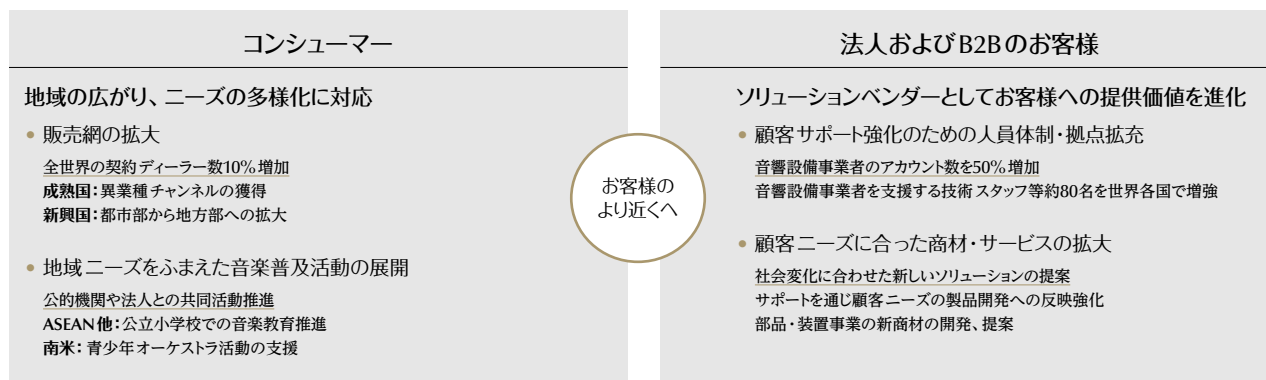 コンシューマー
地域の広がり、ニーズの多様化に対応
• 販売網の拡大
全世界の契約ディーラー数10%増加
成熟国：異業種チャンネルの獲得
新興国：都市部から地方部への拡大
• 地域ニーズをふまえた音楽普及活動の展開
公的機関や法人との共同活動推進
ASEAN他：公立小学校での音楽教育推進
南米：青少年オーケストラ活動の支援
お客様の
より近くへ
法人およびB2Bのお客様
ソリューションベンダーとしてお客様への提供価値を進化
• 顧客サポート強化のための人員体制・拠点拡充
音響設備事業者のアカウント数を50%増加
音響設備事業者を支援する技術スタッフ等約80名を世界各国で増強
• 顧客ニーズに合った商材・サービスの拡大
社会変化に合わせた新しいソリューションの提案
サポートを通じ顧客ニーズの製品開発への反映強化
部品・装置事業の新商材の開発、提案